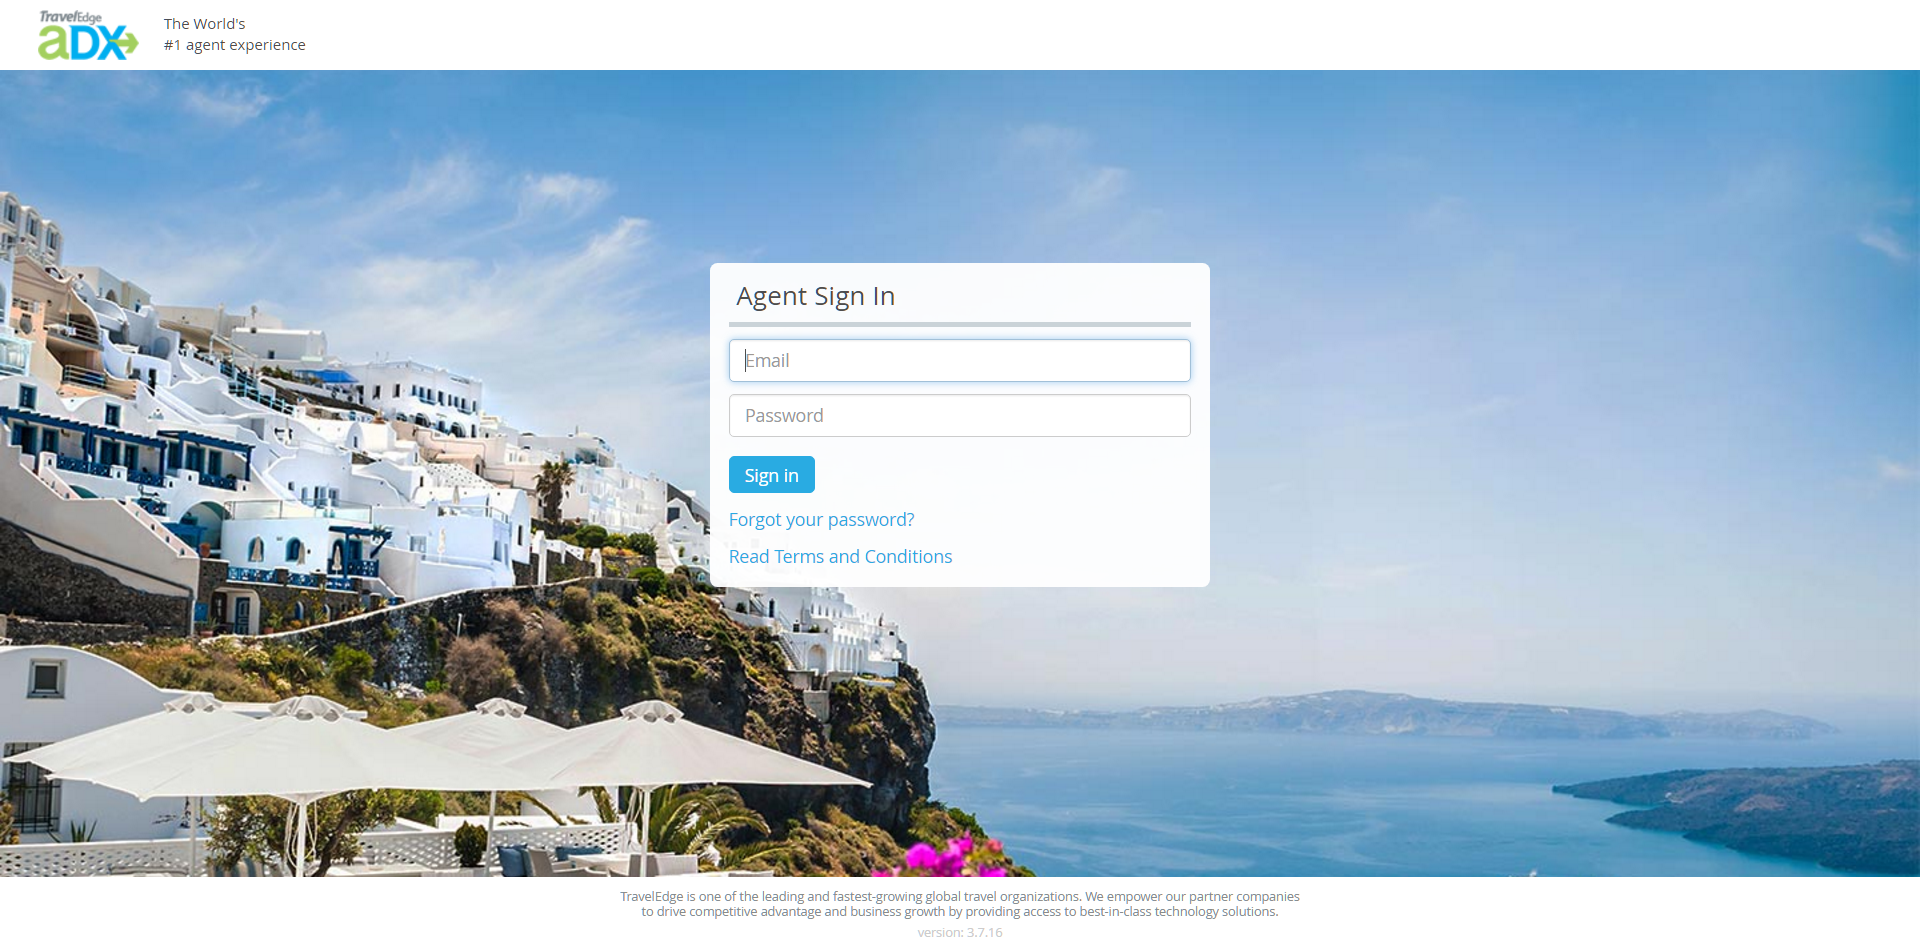 TravelEdge
aDX
The World's
#1 agent experience
Agent Sign In
Email
Password
Sign in
Forgot your password?
Read Terms and Conditions
TravelEdge is one of the leading and fastest-growing global travel organizations. We empower our partner companies
to drive competitive advantage and business growth by providing access to best-in-class technology solutions.
version: 3.7.16